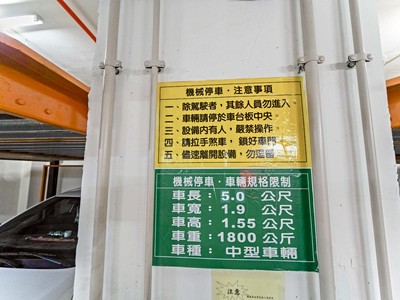 機械停車・注意事項
一、除駕駛者，其餘人員勿進入。
二、車輛請停於車台板中央。
三、設備內有人，嚴禁操作。
四、請拉手煞車，鎖好車門。
五、儘速離開設備，勿逗留。
機械停車・車輛規格限制
車長：5.0 公尺
車寬：1.9 公尺
車高：1.55 公尺
車重：1800 公斤
車種：中型車輛
注意